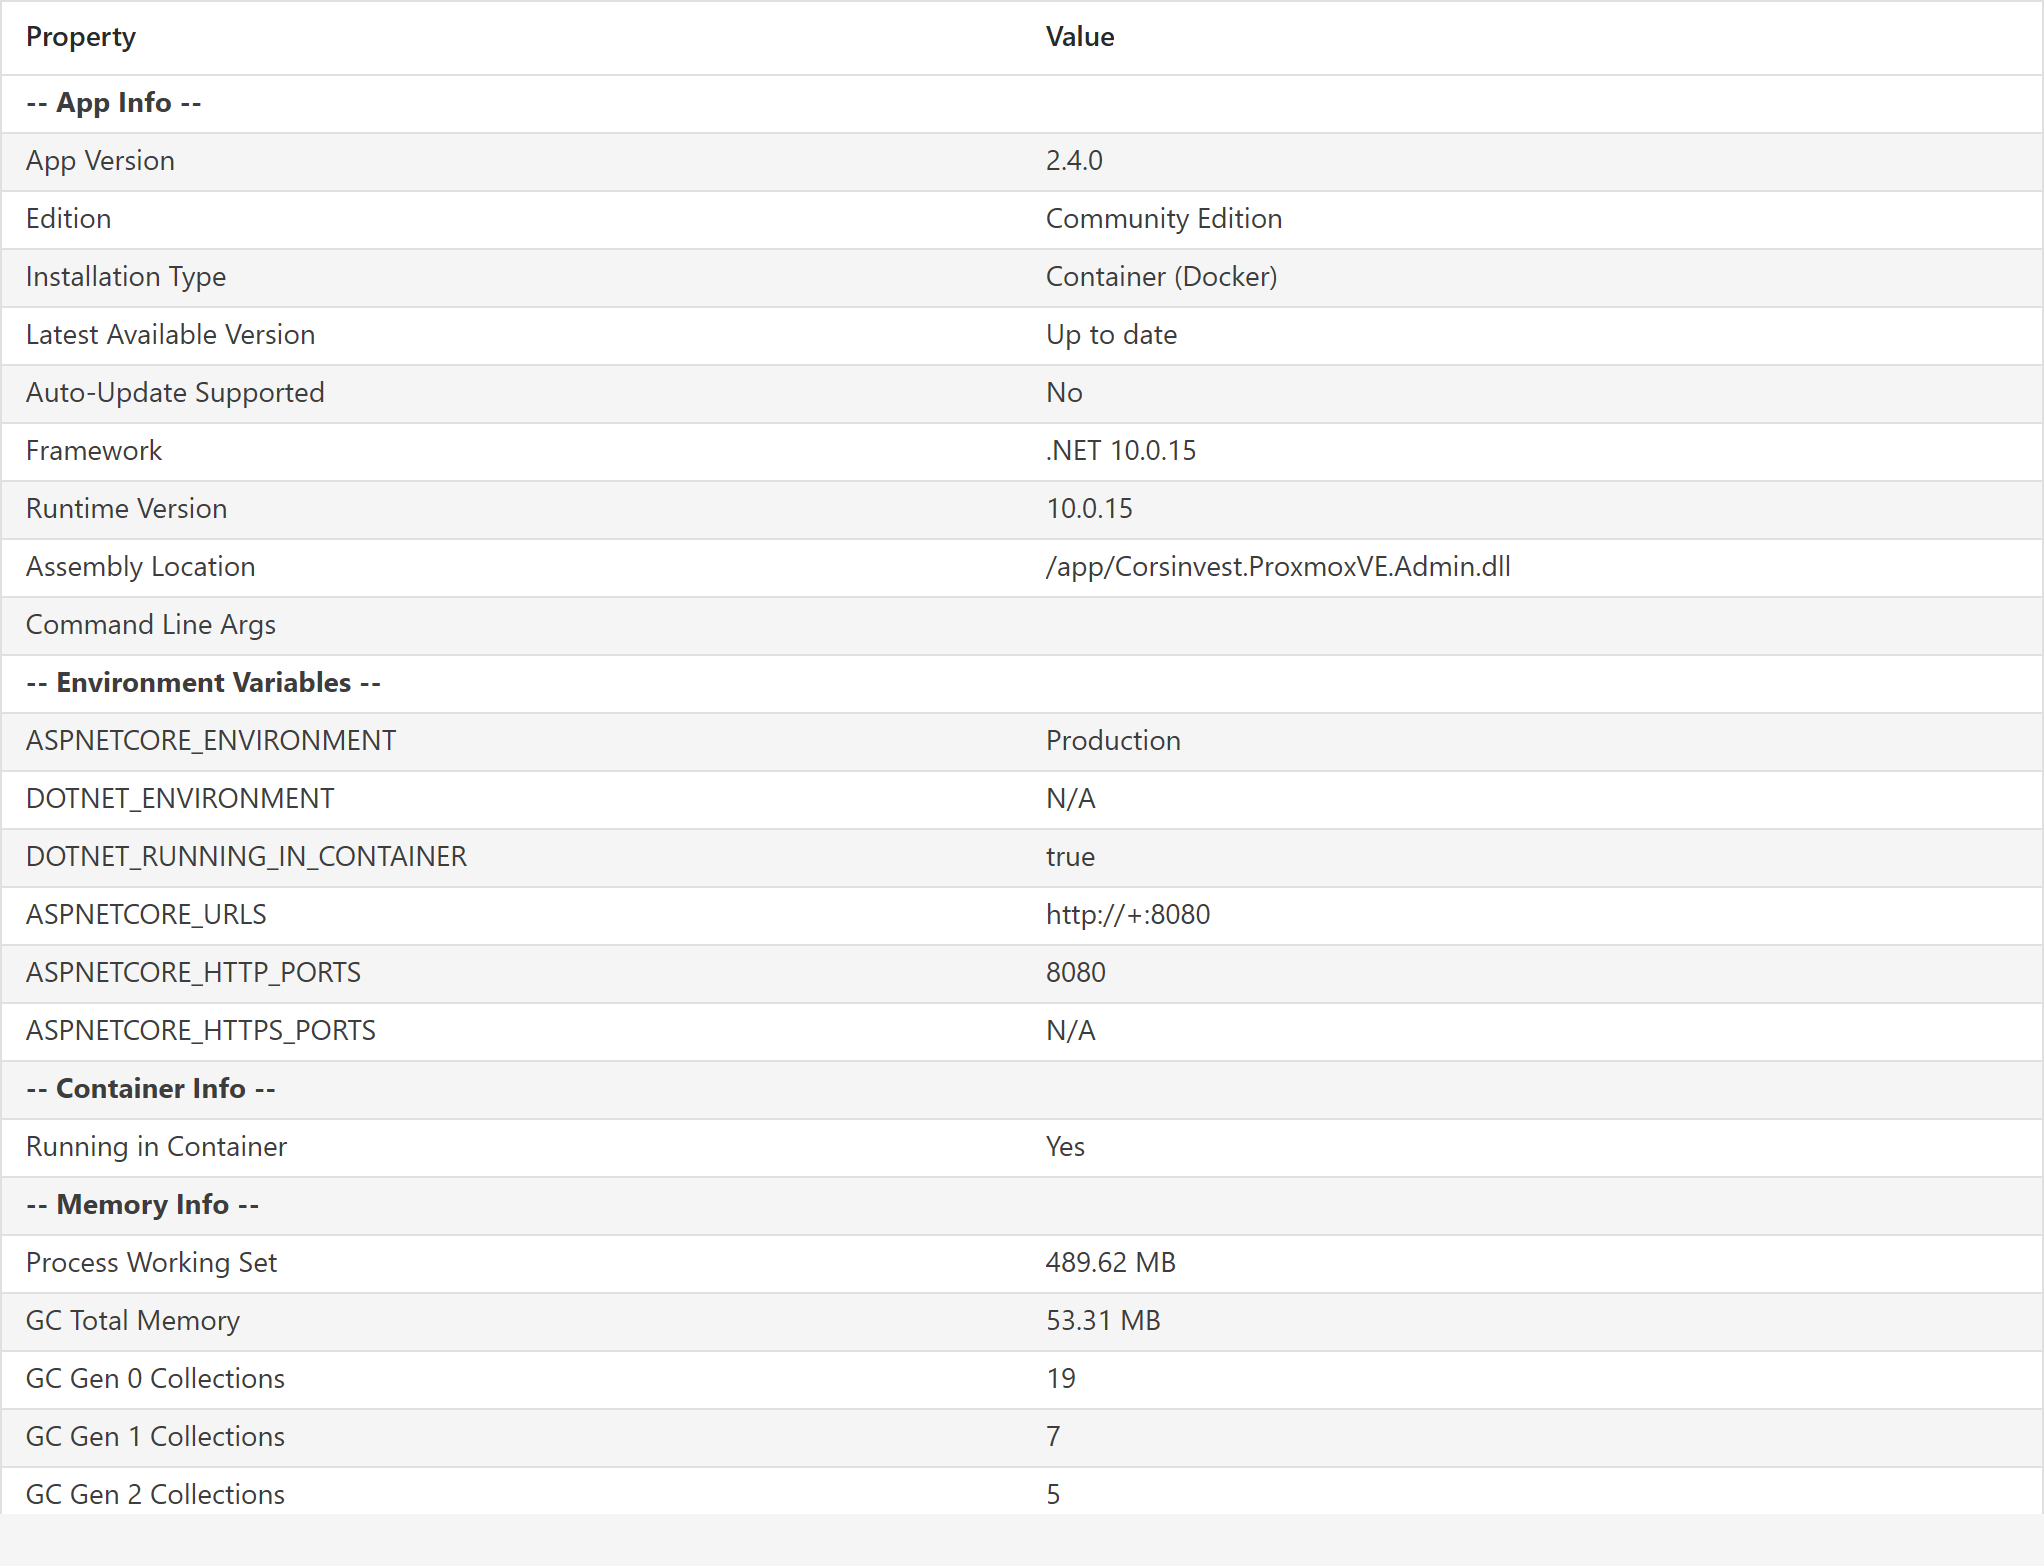 Property Value
-- App Info --
App Version 2.4.0
Edition Community Edition
Installation Type Container (Docker)
Latest Available Version Up to date
Auto-Update Supported No
Framework .NET 10.0.15
Runtime Version 10.0.15
Assembly Location /app/Corsinvest.ProxmoxVE.Admin.dll
Command Line Args
-- Environment Variables --
ASPNETCORE_ENVIRONMENT Production
DOTNET_ENVIRONMENT N/A
DOTNET_RUNNING_IN_CONTAINER true
ASPNETCORE_URLS http://+:8080
ASPNETCORE_HTTP_PORTS 8080
ASPNETCORE_HTTPS_PORTS N/A
-- Container Info --
Running in Container Yes
-- Memory Info --
Process Working Set 489.62 MB
GC Total Memory 53.31 MB
GC Gen 0 Collections 19
GC Gen 1 Collections 7
GC Gen 2 Collections 5